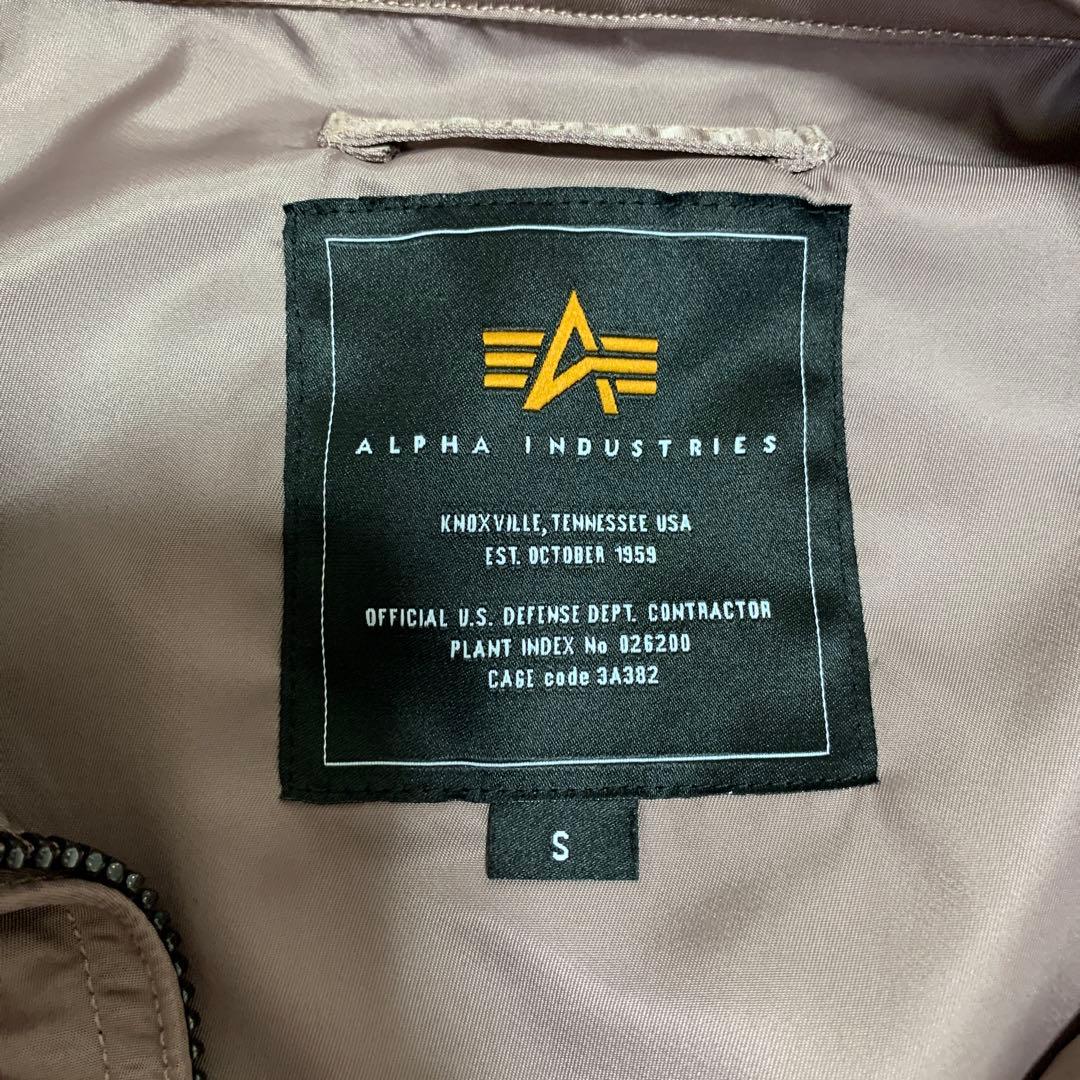 ALPHA INDUSTRIES
KNOXVILLE, TENNESSEE USA
EST. OCTOBER 1959
OFFICIAL U.S. DEFENSE DEPT. CONTRACTOR
PLANT INDEX No 026200
CAGE code 3A382
S